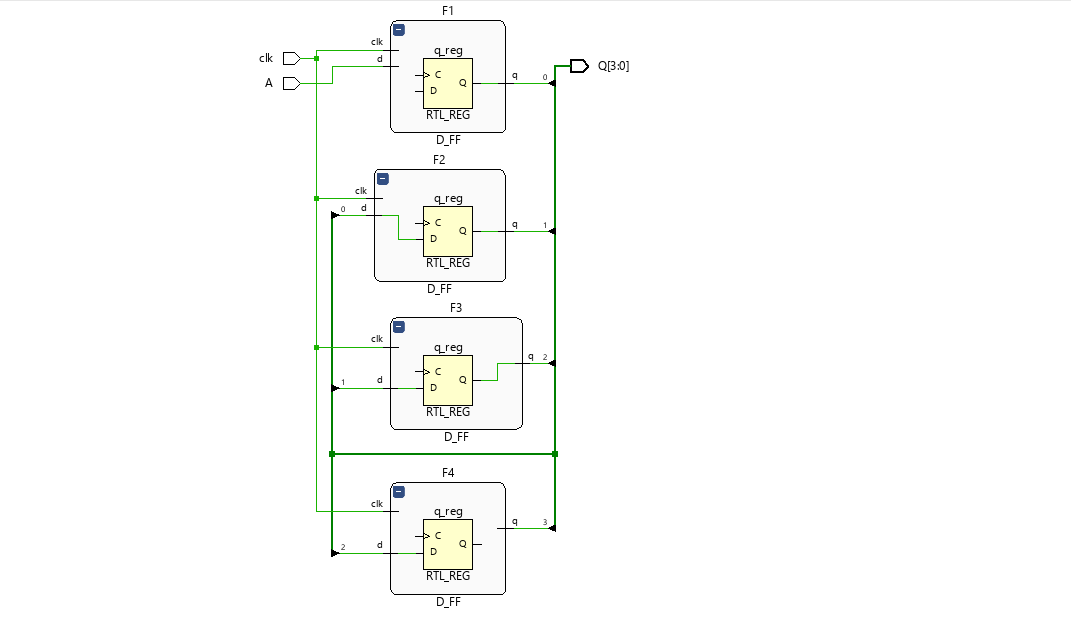 F1
clk
clk
q_reg
d
Q[3:0]
A
C
Q
q
0
D
RTL_REG
D_FF
F2
clk
q_reg
0
d
C
Q
q
1
D
RTL_REG
D_FF
F3
clk
q_reg
q
2
C
1
d
Q
D
RTL_REG
D_FF
F4
clk
q_reg
q
3
C
Q
2
d
D
RTL_REG
D_FF